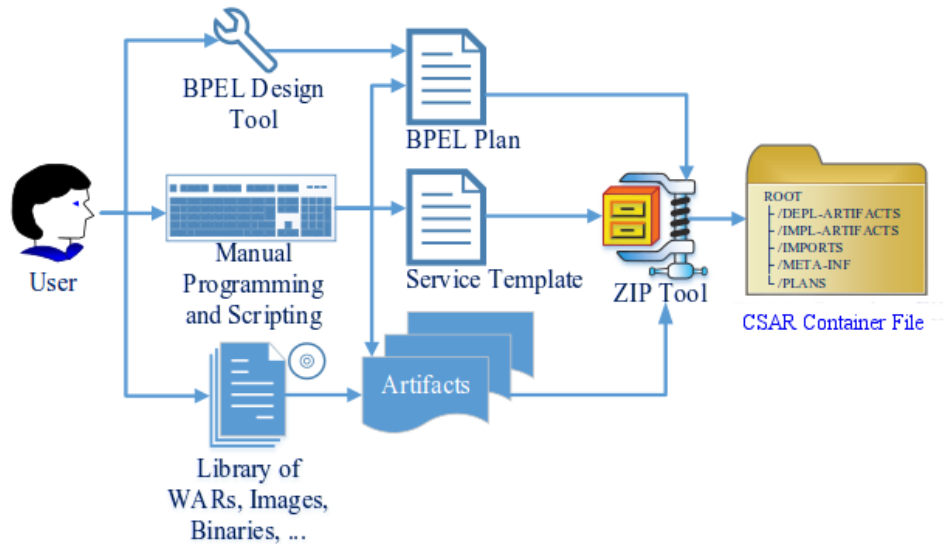 BPEL Design
Tool
BPEL Plan
User
Manual
Programming
and Scripting
Service Template
ZIP Tool
ROOT
/DEPL-ARTIFACTS
/IMPL-ARTIFACTS
/IMPORTS
/META-INF
/PLANS
CSAR Container File
Artifacts
Library of
WARs, Images,
Binaries, ...